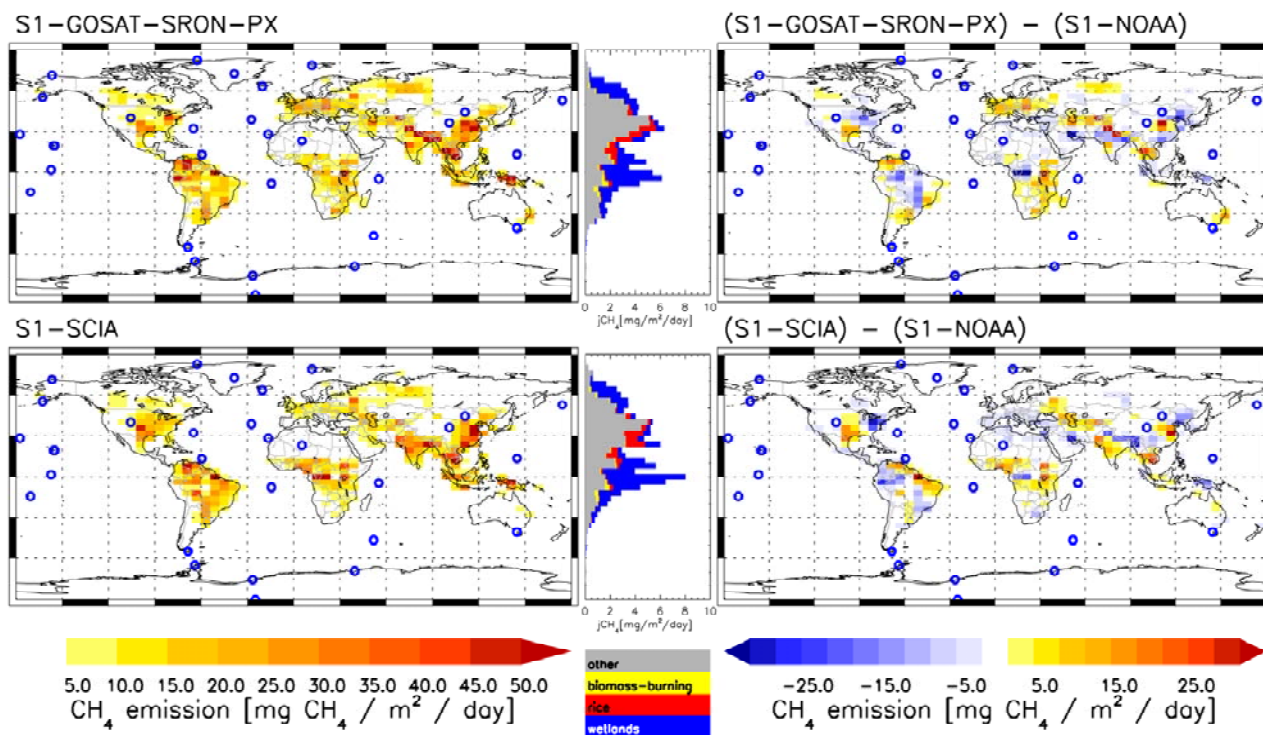 S1-GOSAT-SRON-PX
(S1-GOSAT-SRON-PX) - (S1-NOAA)
0 2 4 6 8 10
jCH₄[mg/m²/day]
S1-SCIA
(S1-SCIA) - (S1-NOAA)
0 2 4 6 8 10
jCH₄[mg/m²/day]
5.0 10.0 15.0 20.0 25.0 30.0 35.0 40.0 45.0 50.0
CH₄ emission [mg CH₄ / m² / day]
other
biomass-burning
rice
wetlands
-25.0 -15.0 -5.0 5.0 15.0 25.0
CH₄ emission [mg CH₄ / m² / day]